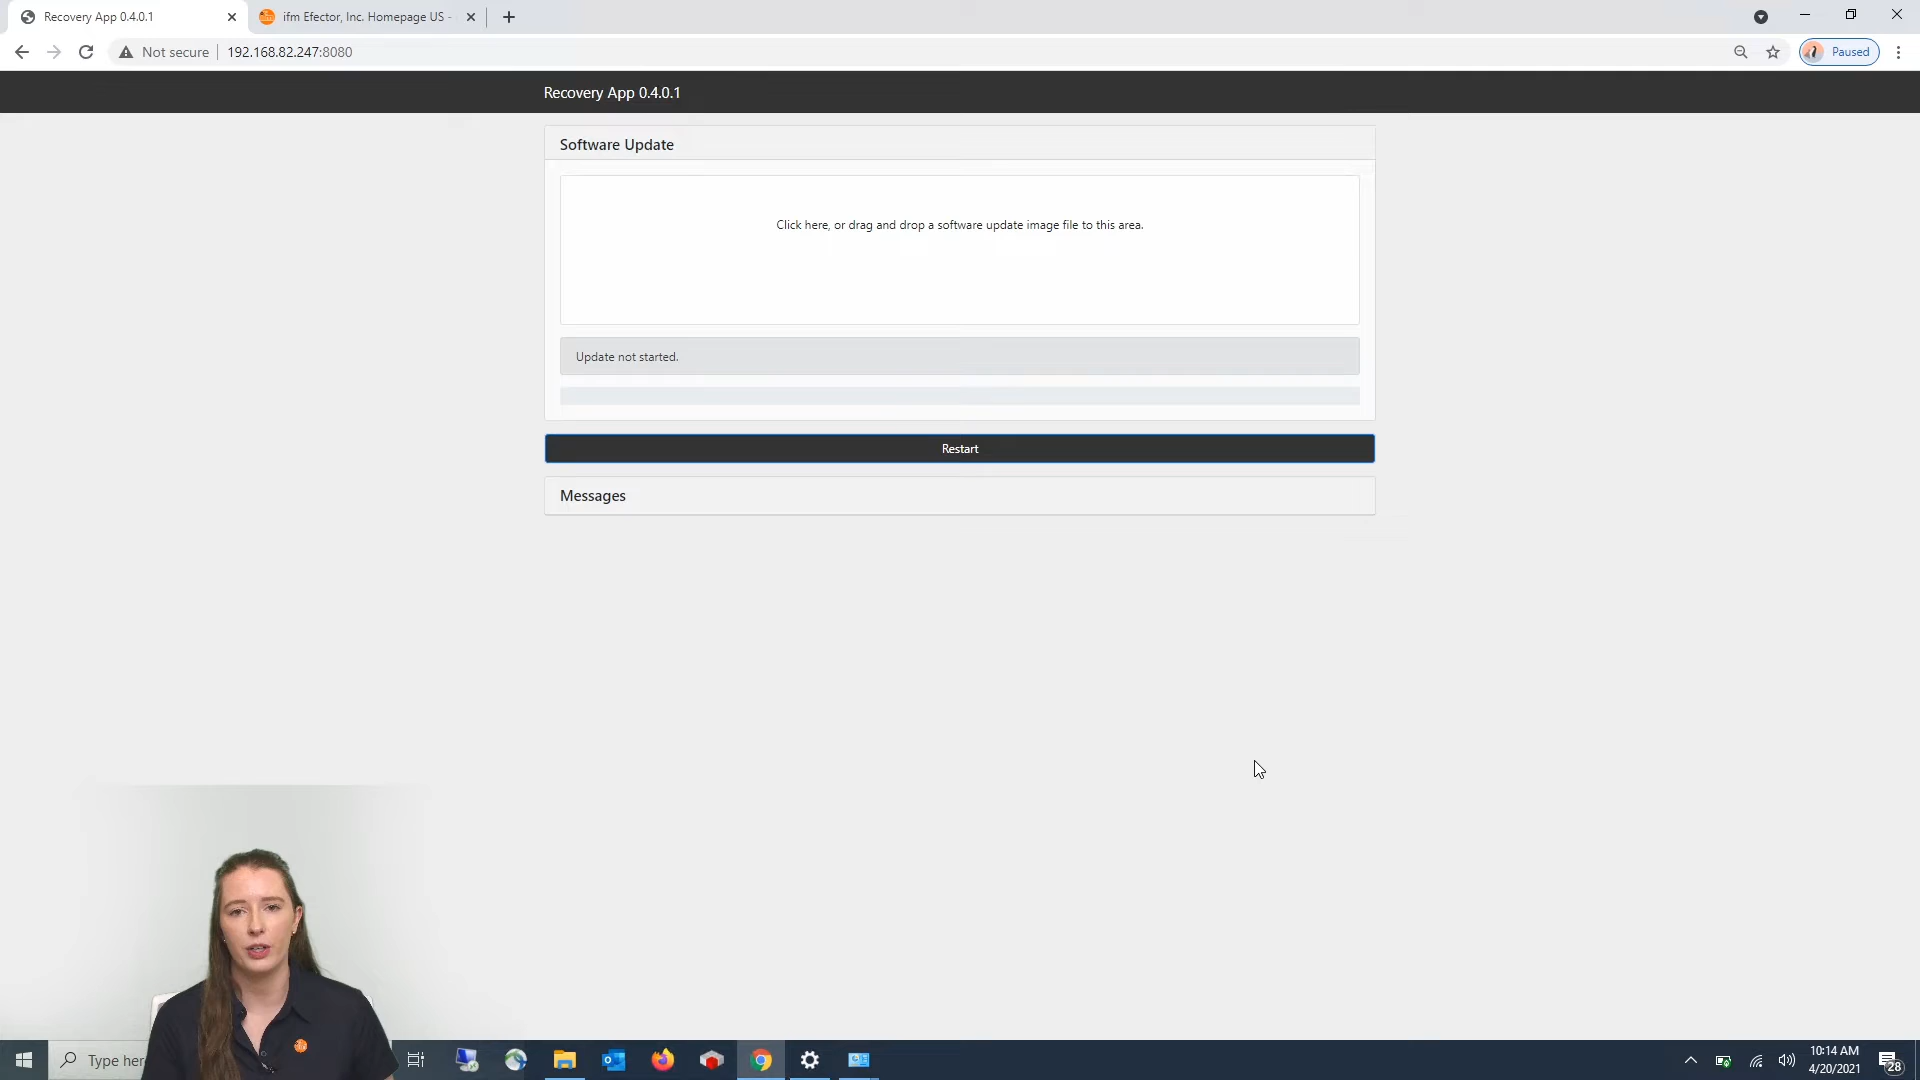 Recovery App 0.4.0.1
ifm Efector, Inc. Homepage US -
Not secure
192.168.82.247:8080
Paused
Recovery App 0.4.0.1
Software Update
Click here, or drag and drop a software update image file to this area.
Update not started.
Restart
Messages
Type her
10:14 AM
4/20/2021
28